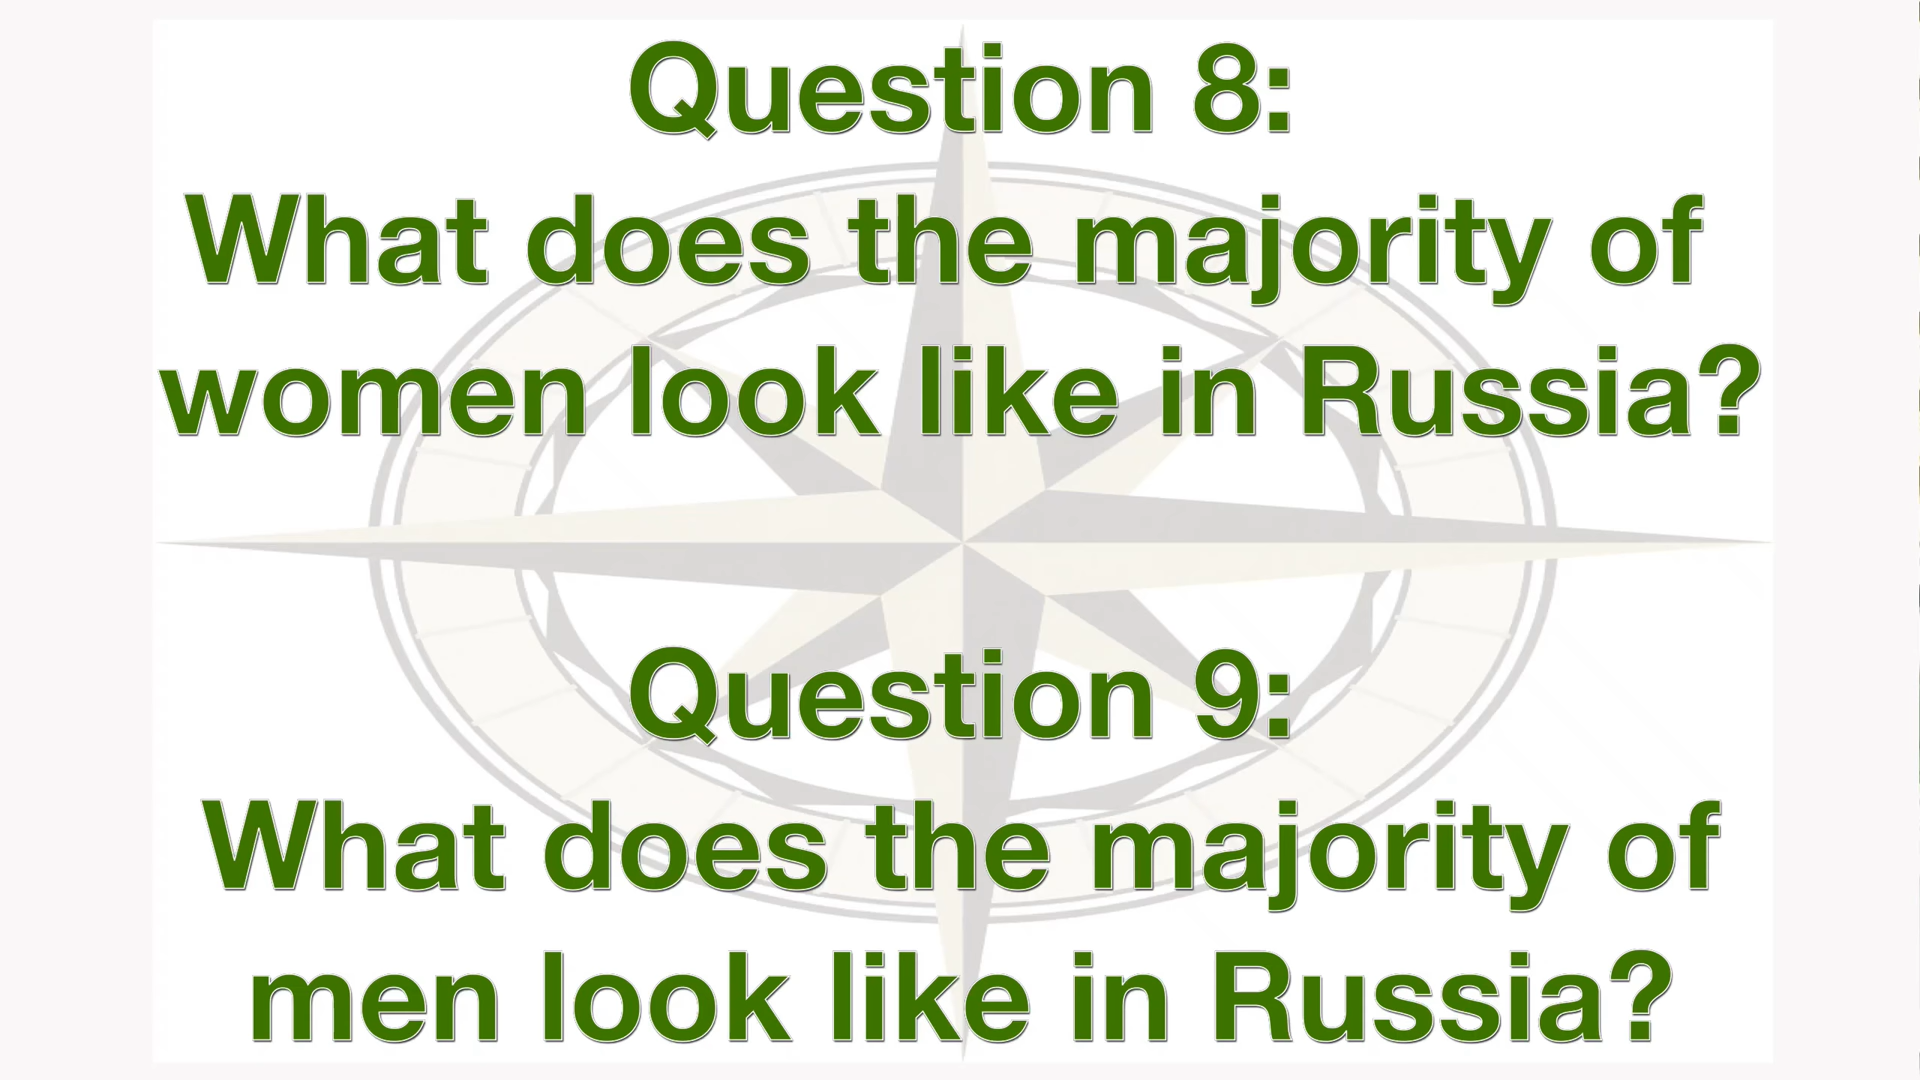 Question 8:
What does the majority of
women look like in Russia?
Question 9:
What does the majority of
men look like in Russia?